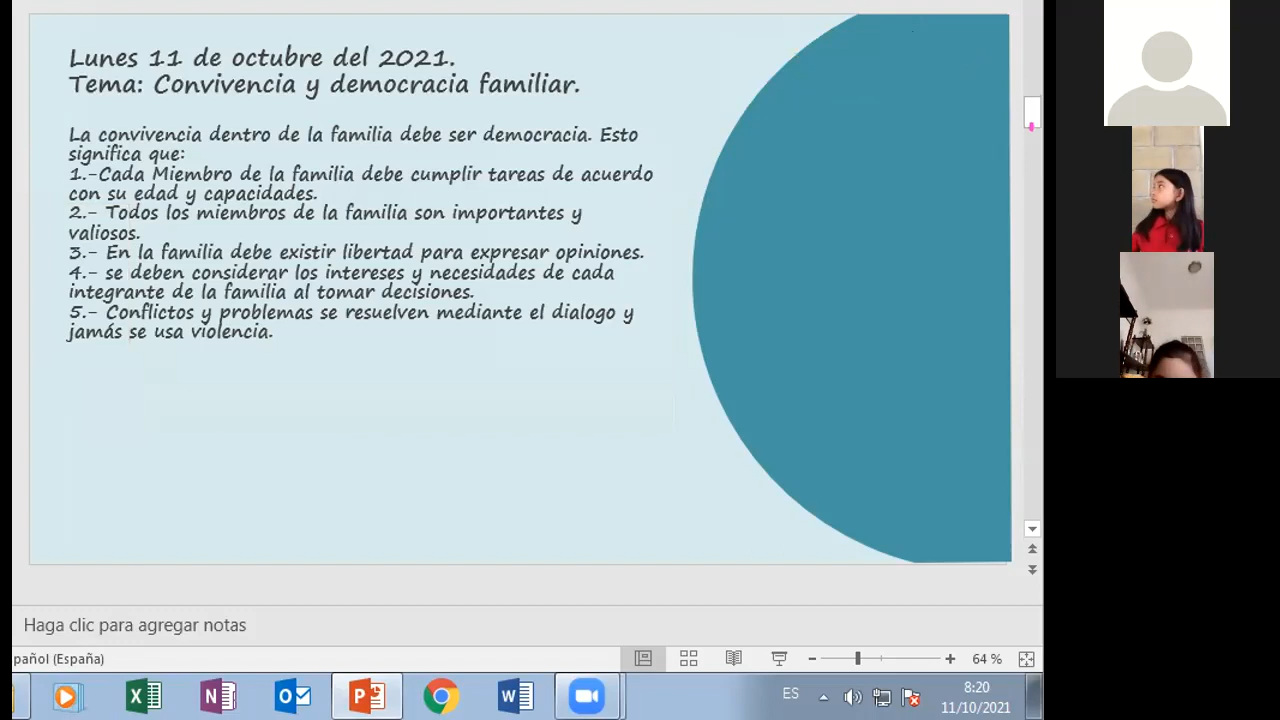 Lunes 11 de octubre del 2021.
Tema: Convivencia y democracia familiar.
La convivencia dentro de la familia debe ser democracia. Esto
significa que:
1.-Cada Miembro de la familia debe cumplir tareas de acuerdo
con su edad y capacidades.
2.- Todos los miembros de la familia son importantes y
valiosos.
3.- En la familia debe existir libertad para expresar opiniones.
4.- se deben considerar los intereses y necesidades de cada
integrante de la familia al tomar decisiones.
5.- Conflictos y problemas se resuelven mediante el dialogo y
jamás se usa violencia.
Haga clic para agregar notas
pañol (España)
64 %
ES
8:20
11/10/2021